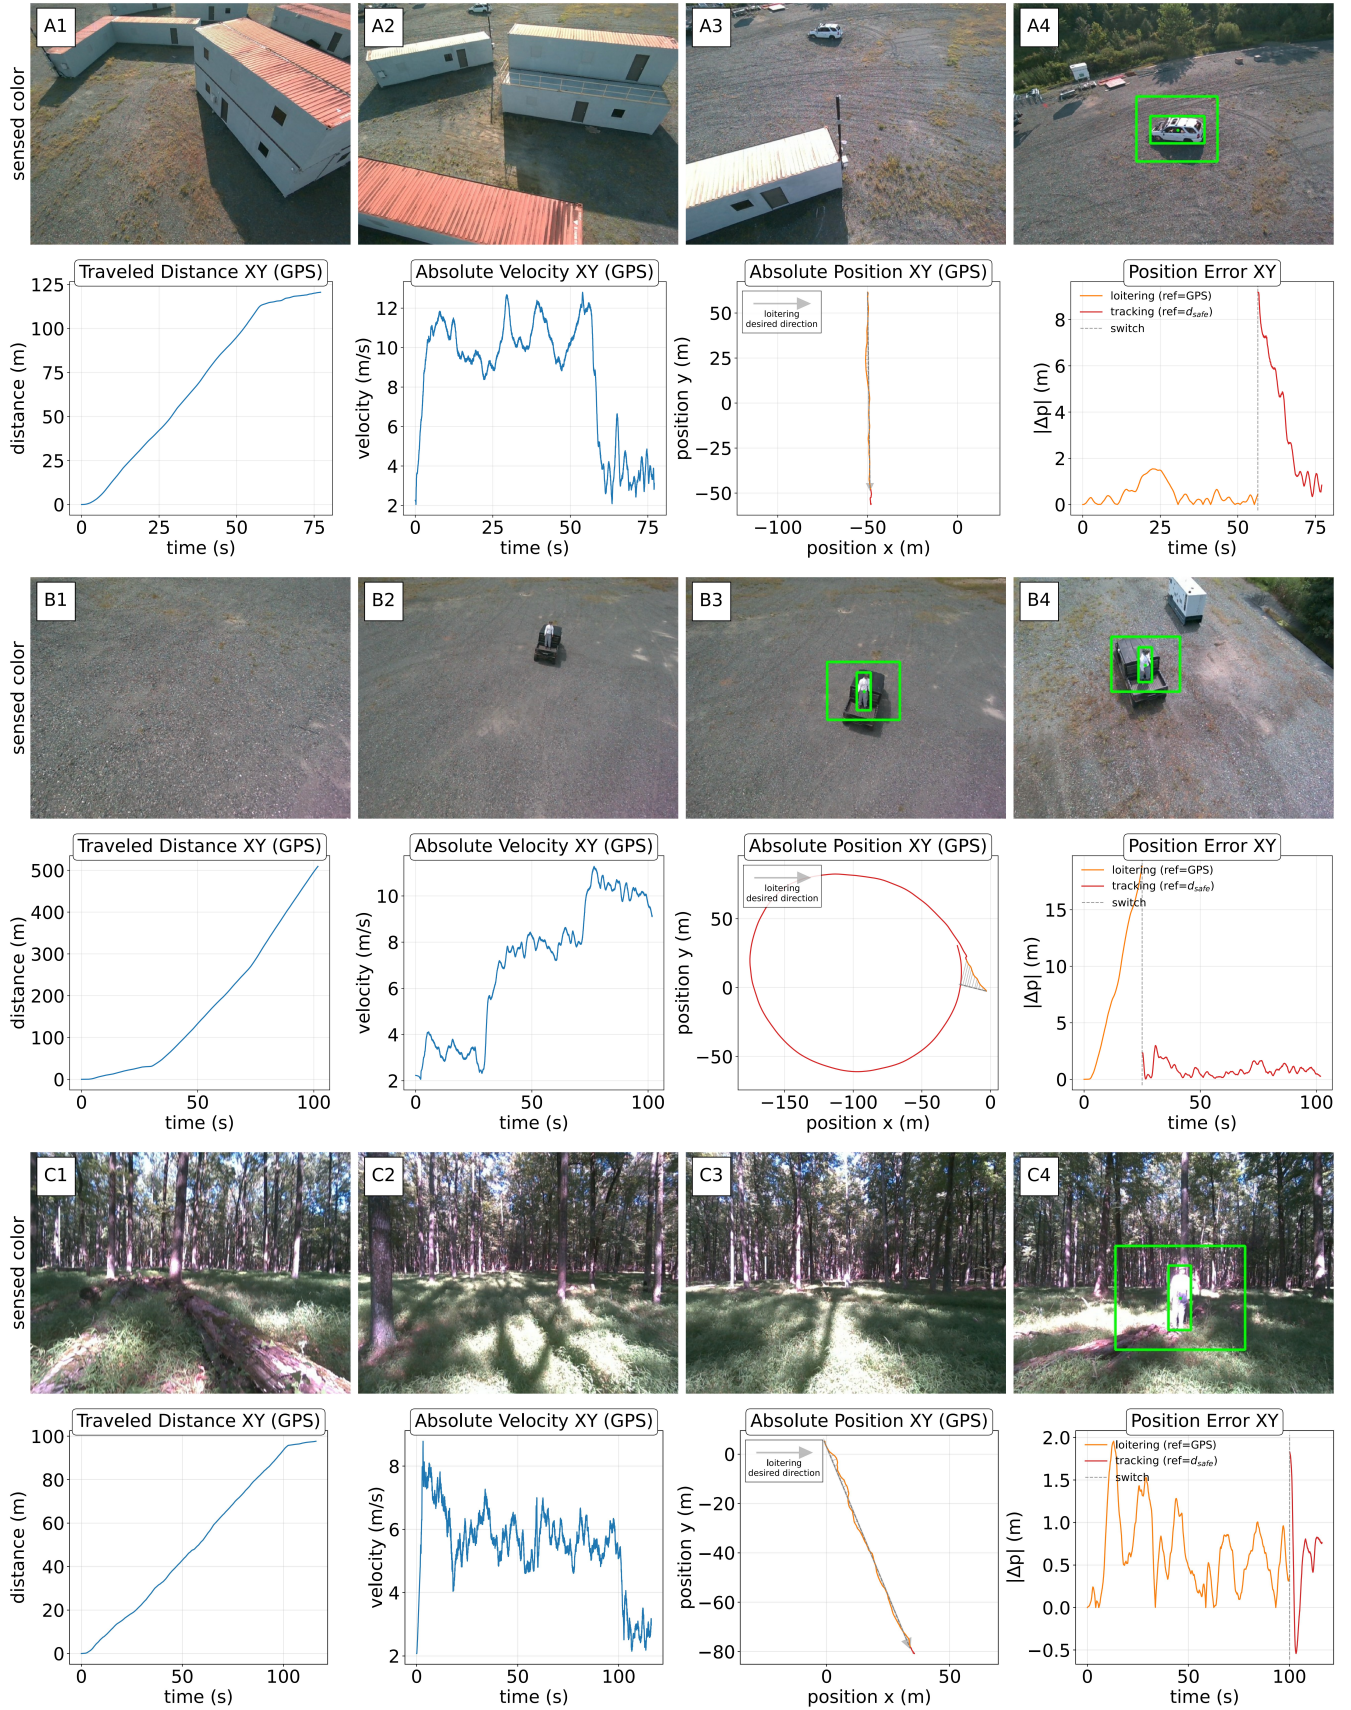 sensed color
A1
A2
A3
A4
Traveled Distance XY (GPS)
distance (m)
125
100
75
50
25
0
0 25 50 75
time (s)
Absolute Velocity XY (GPS)
velocity (m/s)
12
10
8
6
4
2
0 25 50 75
time (s)
Absolute Position XY (GPS)
loitering
desired direction
position y (m)
50
25
0
−25
−50
−100 −50 0
position x (m)
Position Error XY
loitering (ref=GPS)
tracking (ref=d_safe)
switch
|Δp| (m)
8
6
4
2
0
0 25 50 75
time (s)
sensed color
B1
B2
B3
B4
Traveled Distance XY (GPS)
distance (m)
500
400
300
200
100
0
0 50 100
time (s)
Absolute Velocity XY (GPS)
velocity (m/s)
10
8
6
4
2
0 50 100
time (s)
Absolute Position XY (GPS)
loitering
desired direction
position y (m)
50
0
−50
−150 −100 −50 0
position x (m)
Position Error XY
loitering (ref=GPS)
tracking (ref=d_safe)
switch
|Δp| (m)
15
10
5
0
0 50 100
time (s)
sensed color
C1
C2
C3
C4
Traveled Distance XY (GPS)
distance (m)
100
80
60
40
20
0
0 50 100
time (s)
Absolute Velocity XY (GPS)
velocity (m/s)
8
6
4
2
0 50 100
time (s)
Absolute Position XY (GPS)
loitering
desired direction
position y (m)
0
−20
−40
−60
−80
0 50
position x (m)
Position Error XY
loitering (ref=GPS)
tracking (ref=d_safe)
switch
|Δp| (m)
2.0
1.5
1.0
0.5
0.0
−0.5
0 50 100
time (s)